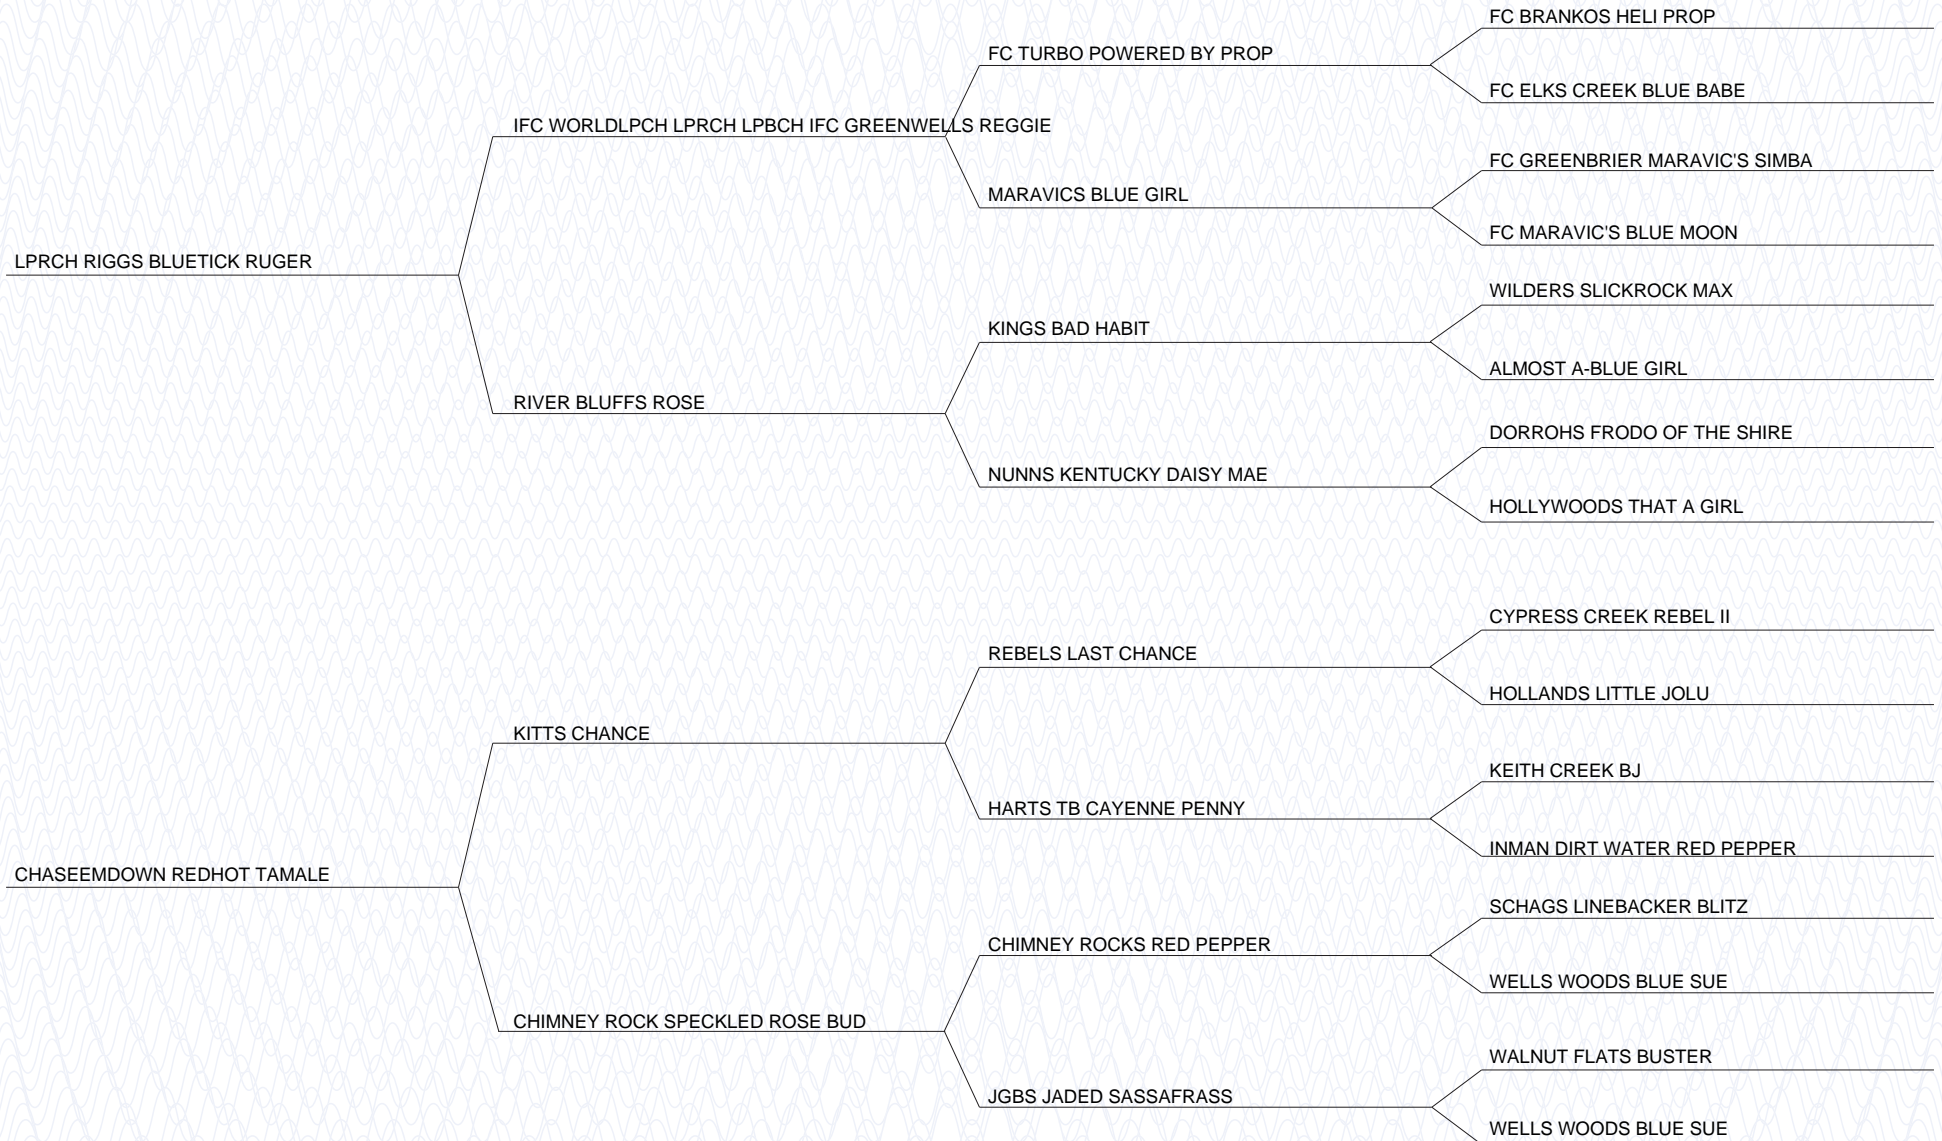 FC BRANKOS HELI PROP
FC TURBO POWERED BY PROP
FC ELKS CREEK BLUE BABE
IFC WORLDLPCH LPRCH LPBCH IFC GREENWELLS REGGIE
FC GREENBRIER MARAVIC'S SIMBA
MARAVICS BLUE GIRL
FC MARAVIC'S BLUE MOON
LPRCH RIGGS BLUETICK RUGER
WILDERS SLICKROCK MAX
KINGS BAD HABIT
ALMOST A-BLUE GIRL
RIVER BLUFFS ROSE
DORROHS FRODO OF THE SHIRE
NUNNS KENTUCKY DAISY MAE
HOLLYWOODS THAT A GIRL
CYPRESS CREEK REBEL II
REBELS LAST CHANCE
HOLLANDS LITTLE JOLU
KITTS CHANCE
KEITH CREEK BJ
HARTS TB CAYENNE PENNY
INMAN DIRT WATER RED PEPPER
CHASEEMDOWN REDHOT TAMALE
SCHAGS LINEBACKER BLITZ
CHIMNEY ROCKS RED PEPPER
WELLS WOODS BLUE SUE
CHIMNEY ROCK SPECKLED ROSE BUD
WALNUT FLATS BUSTER
JGBS JADED SASSAFRASS
WELLS WOODS BLUE SUE